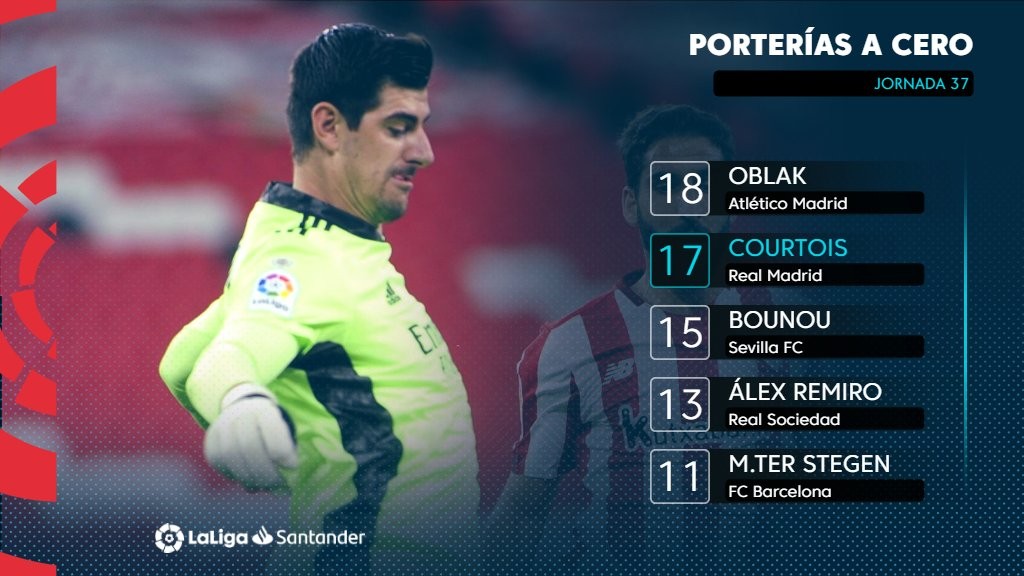 PORTERÍAS A CERO
JORNADA 37
18 OBLAK
Atlético Madrid
17 COURTOIS
Real Madrid
15 BOUNOU
Sevilla FC
13 ÁLEX REMIRO
Real Sociedad
11 M.TER STEGEN
FC Barcelona
LaLiga Santander